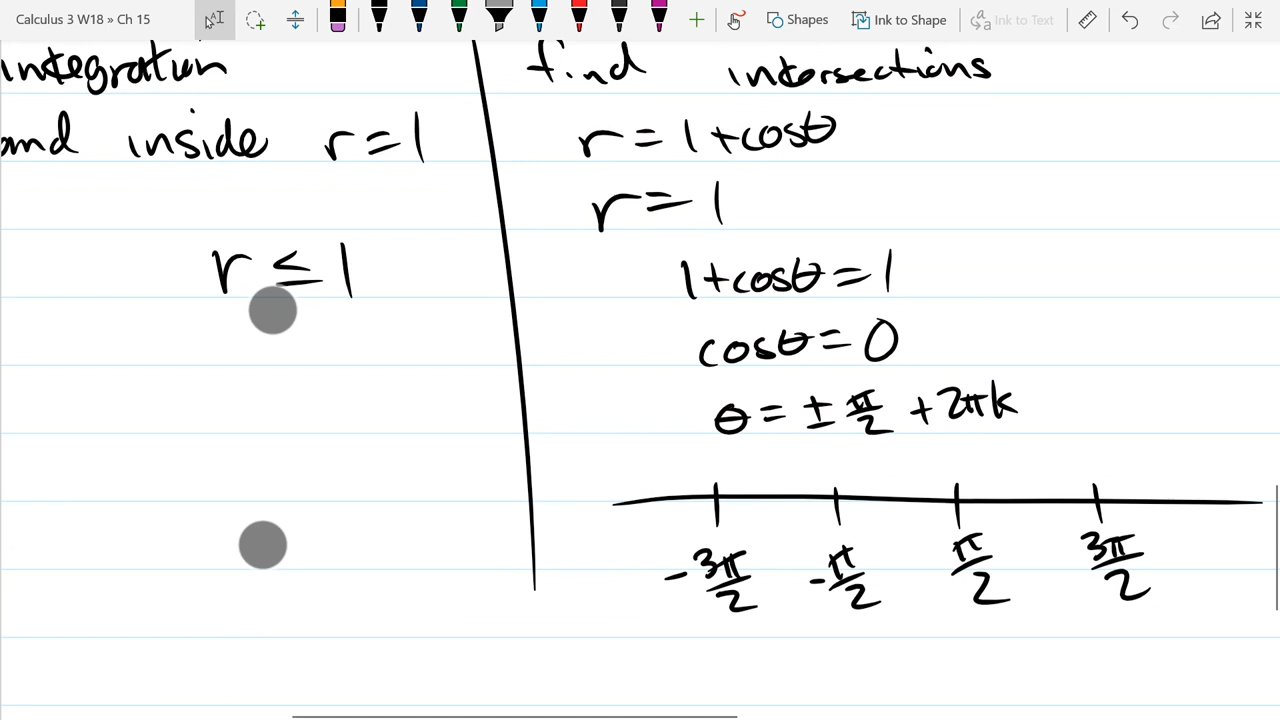 Calculus 3 W18 » Ch 15
Shapes
Ink to Shape
Ink to Text
integration
and inside r=1
r ≤ 1
find intersections
r = 1+cosθ
r = 1
1+cosθ = 1
cosθ = 0
θ = ± π/2 + 2πk
-3π/2 -π/2 π/2 3π/2